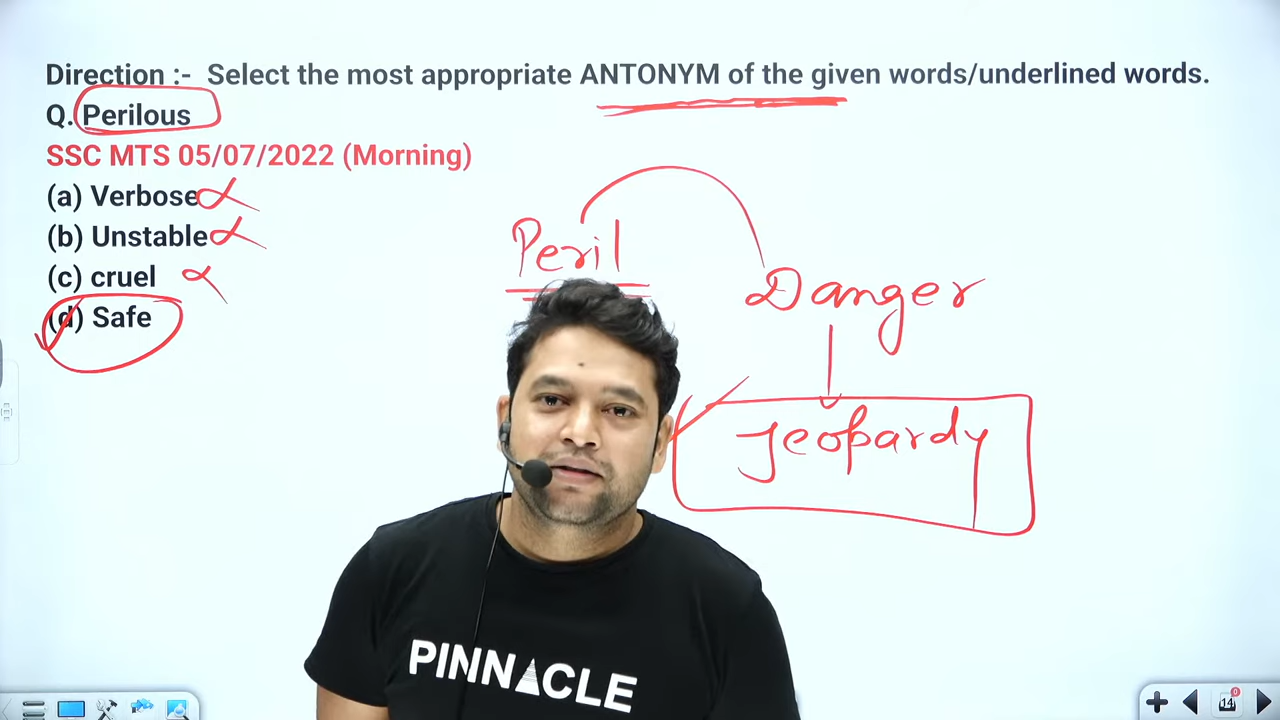 Direction :- Select the most appropriate ANTONYM of the given words/underlined words.
Q. Perilous
SSC MTS 05/07/2022 (Morning)
(a) Verbose
(b) Unstable
(c) cruel
(d) Safe
Peril
Danger
Jeopardy
PINNACLE
14
0